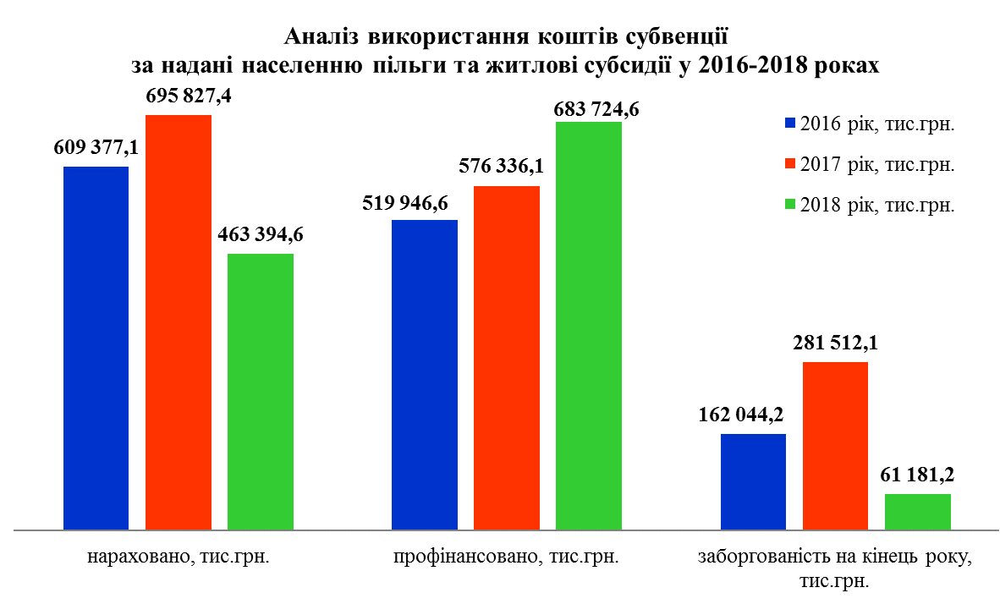 Аналіз використання коштів субвенції
за надані населенню пільги та житлові субсидії у 2016-2018 роках
609 377,1
695 827,4
463 394,6
519 946,6
576 336,1
683 724,6
162 044,2
281 512,1
61 181,2
2016 рік, тис.грн.
2017 рік, тис.грн.
2018 рік, тис.грн.
нараховано, тис.грн.
профінансовано, тис.грн.
заборгованість на кінець року,
тис.грн.